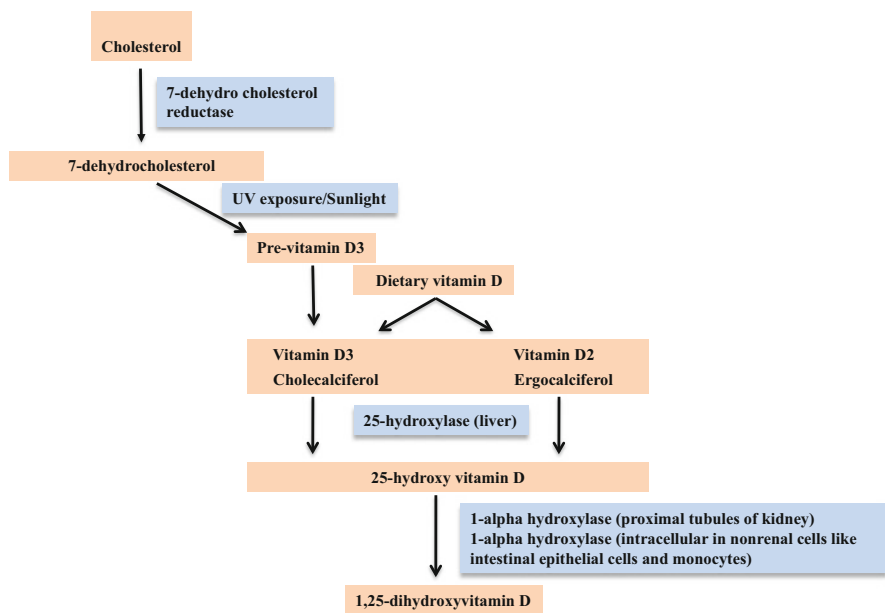 Cholesterol
7-dehydro cholesterol
reductase
7-dehydrocholesterol
UV exposure/Sunlight
Pre-vitamin D3
Dietary vitamin D
Vitamin D3
Cholecalciferol
Vitamin D2
Ergocalciferol
25-hydroxylase (liver)
25-hydroxy vitamin D
1-alpha hydroxylase (proximal tubules of kidney)
1-alpha hydroxylase (intracellular in nonrenal cells like
intestinal epithelial cells and monocytes)
1,25-dihydroxyvitamin D